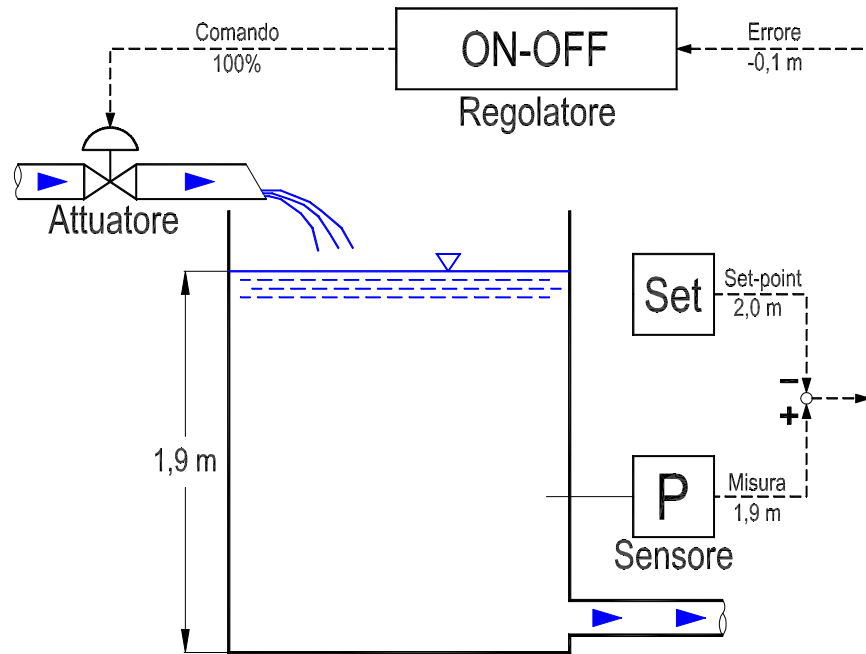 Comando
100%
ON-OFF
Regolatore
Errore
-0,1 m
Attuatore
Set
Set-point
2,0 m
−
+
1,9 m
P
Sensore
Misura
1,9 m